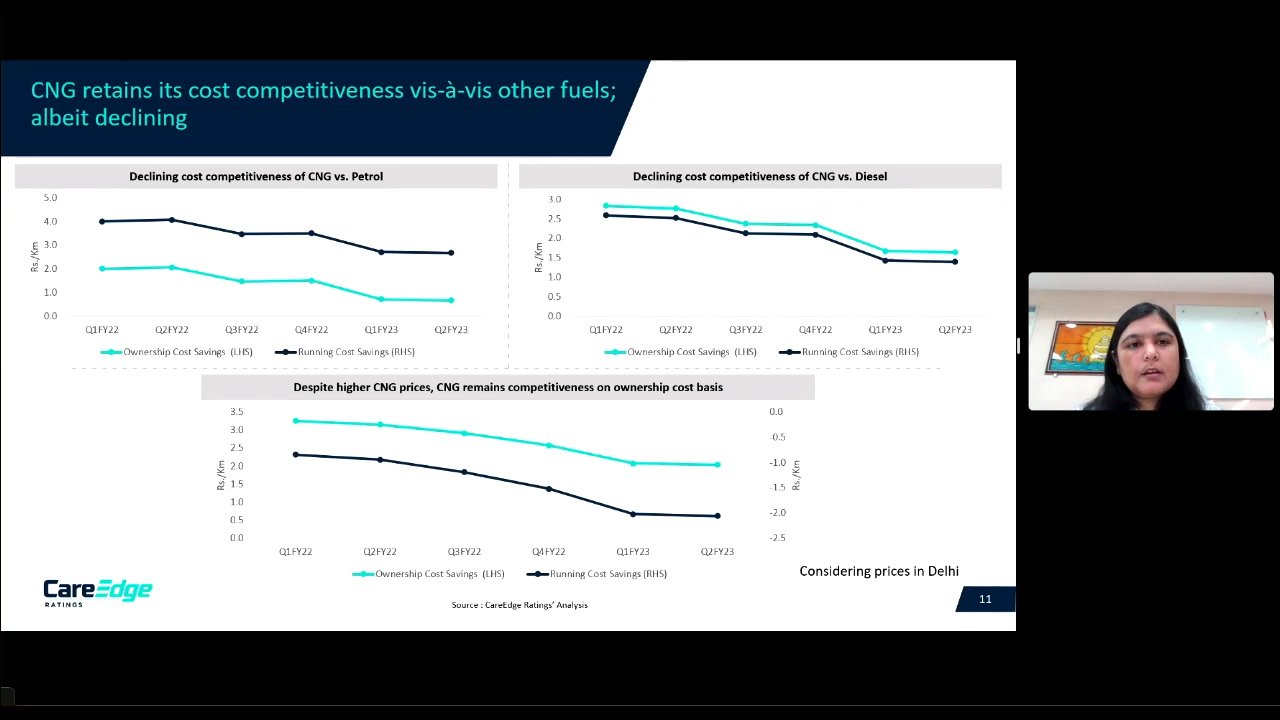 CNG retains its cost competitiveness vis-à-vis other fuels;
albeit declining
Declining cost competitiveness of CNG vs. Petrol
5.0
4.0
3.0
2.0
1.0
0.0
Rs./Km
Q1FY22 Q2FY22 Q3FY22 Q4FY22 Q1FY23 Q2FY23
Ownership Cost Savings (LHS) Running Cost Savings (RHS)
Declining cost competitiveness of CNG vs. Diesel
3.0
2.5
2.0
1.5
1.0
0.5
0.0
Rs./Km
Q1FY22 Q2FY22 Q3FY22 Q4FY22 Q1FY23 Q2FY23
Ownership Cost Savings (LHS) Running Cost Savings (RHS)
Despite higher CNG prices, CNG remains competitiveness on ownership cost basis
3.5
3.0
2.5
2.0
1.5
1.0
0.5
0.0
Rs./Km
0.0
-0.5
-1.0
-1.5
-2.0
-2.5
Rs./Km
Q1FY22 Q2FY22 Q3FY22 Q4FY22 Q1FY23 Q2FY23
Ownership Cost Savings (LHS) Running Cost Savings (RHS)
Considering prices in Delhi
CareEdge
RATINGS
Source : CareEdge Ratings' Analysis
11